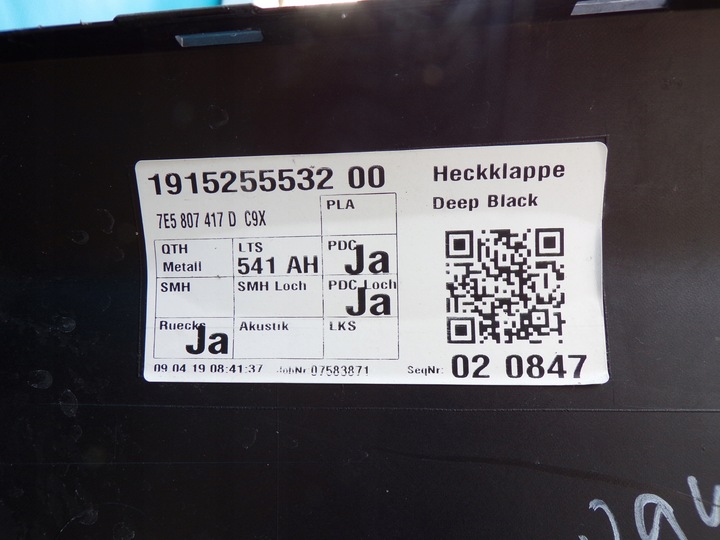 1915255532 00
Heckklappe
7E5 807 417 D C9X
PLA
Deep Black
QTH
Metall
LTS
541 AH
PDC
Ja
SMH
SMH Loch
PDC Loch
Ja
Ruecks
Ja
Akustik
LKS
09 04 19 08:41:37 JobNr 07583871 SeqNr: 02 0847